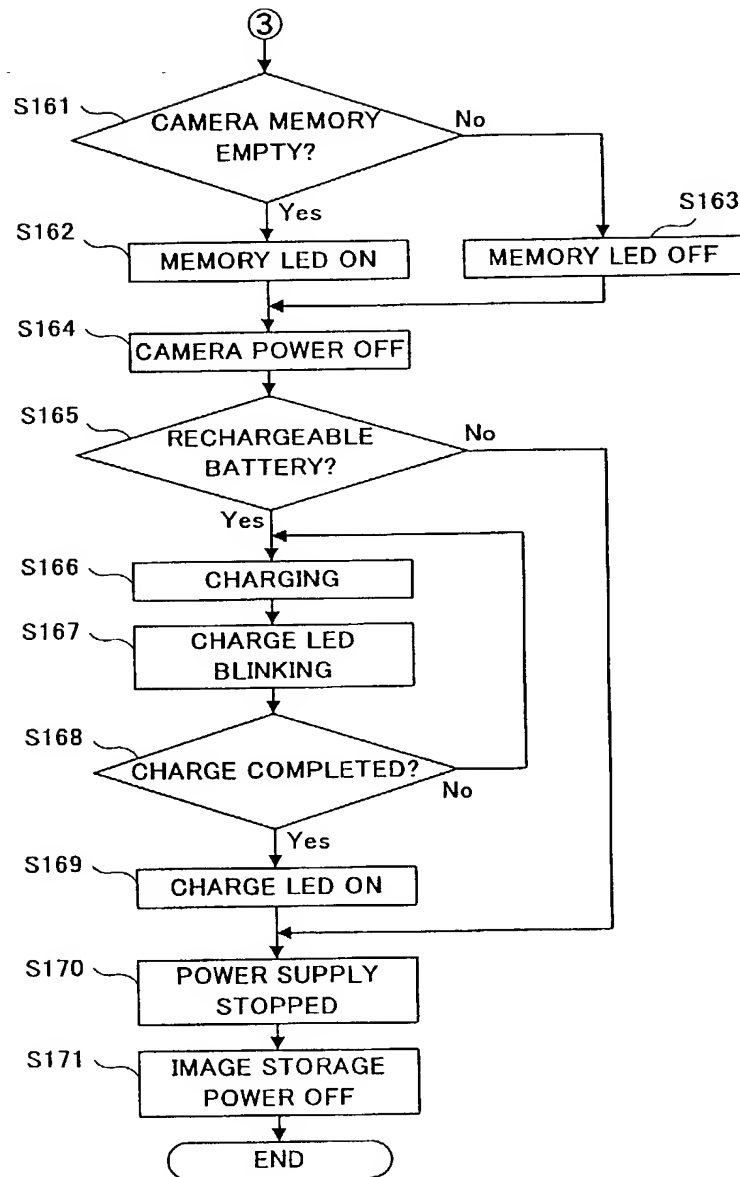 ③
S161
CAMERA MEMORY
EMPTY?
No
Yes
S162
MEMORY LED ON
S163
MEMORY LED OFF
S164
CAMERA POWER OFF
S165
RECHARGEABLE
BATTERY?
No
Yes
S166
CHARGING
S167
CHARGE LED
BLINKING
S168
CHARGE COMPLETED?
No
Yes
S169
CHARGE LED ON
S170
POWER SUPPLY
STOPPED
S171
IMAGE STORAGE
POWER OFF
END